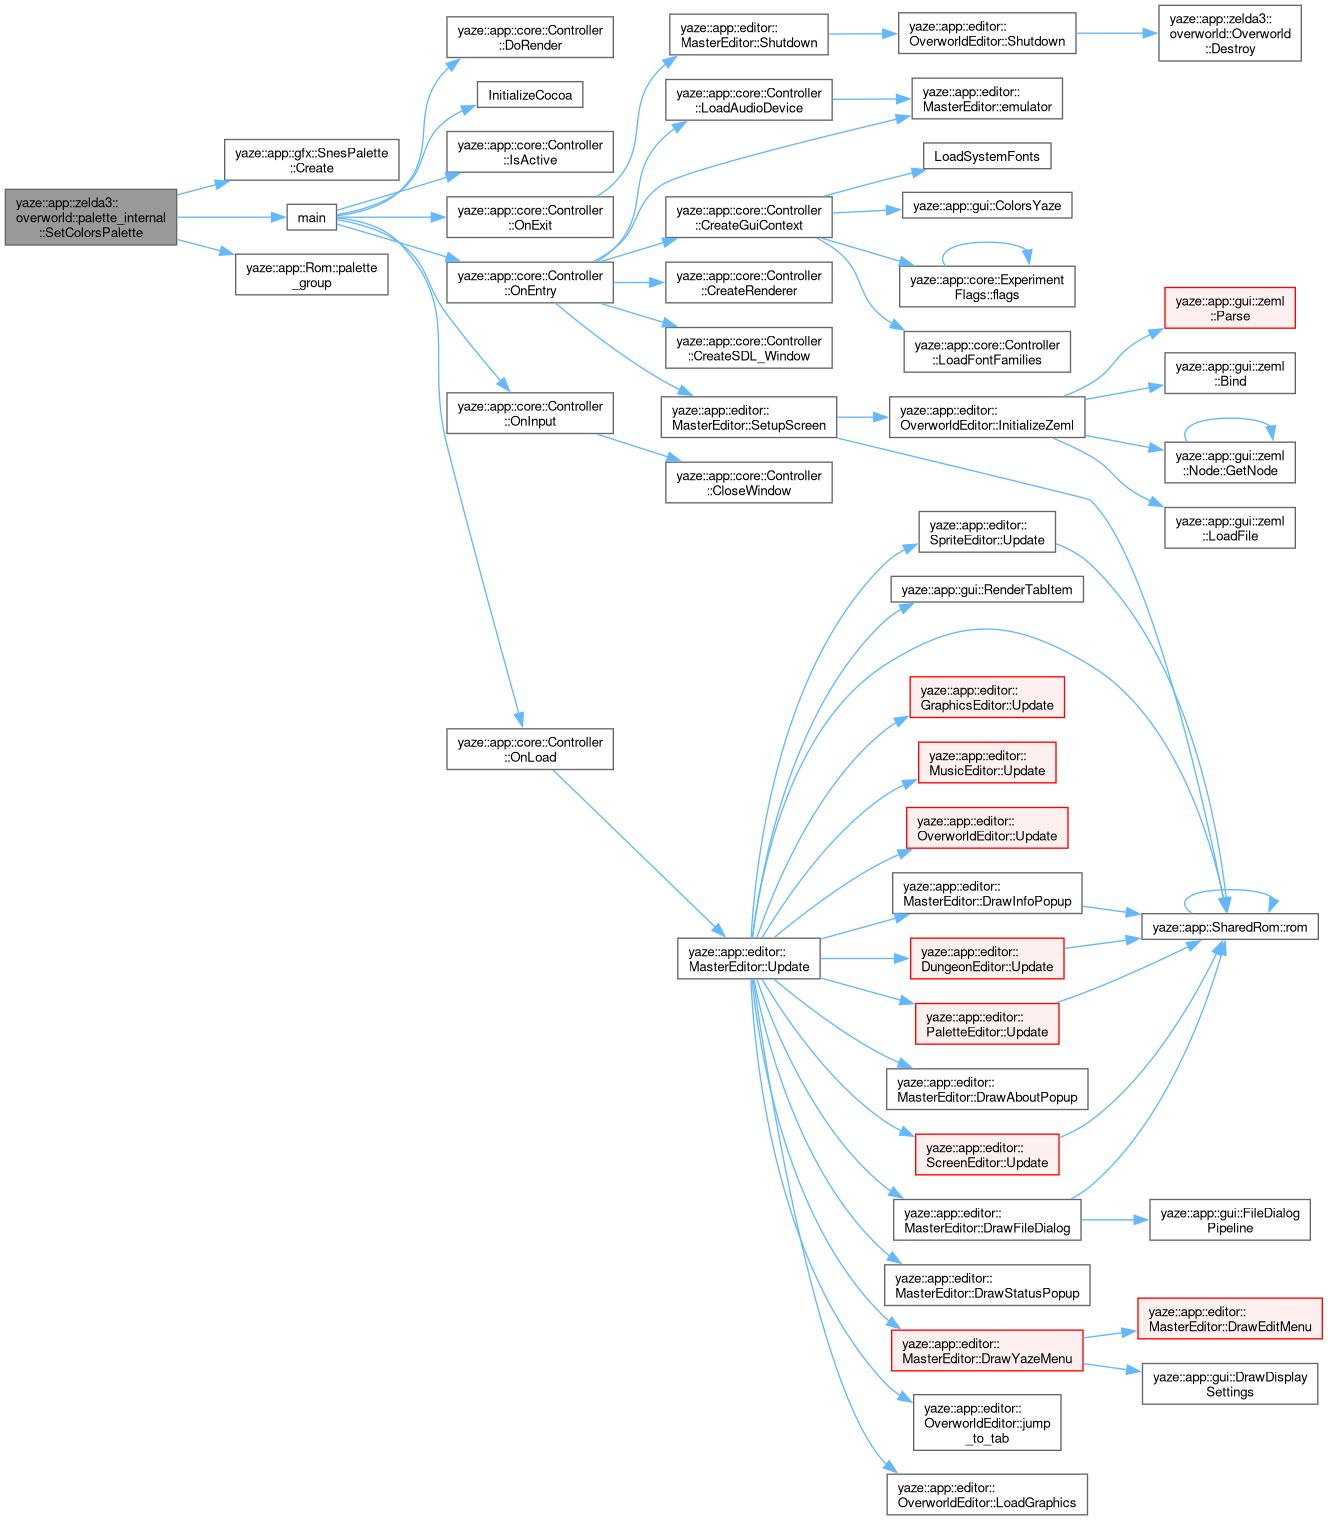 yaze::app::zelda3::
overworld::palette_internal
::SetColorsPalette
yaze::app::gfx::SnesPalette
::Create
main
yaze::app::Rom::palette
_group
yaze::app::core::Controller
::DoRender
InitializeCocoa
yaze::app::core::Controller
::IsActive
yaze::app::core::Controller
::OnExit
yaze::app::core::Controller
::OnEntry
yaze::app::core::Controller
::OnInput
yaze::app::core::Controller
::OnLoad
yaze::app::editor::
MasterEditor::Shutdown
yaze::app::core::Controller
::LoadAudioDevice
yaze::app::core::Controller
::CreateGuiContext
yaze::app::core::Controller
::CreateRenderer
yaze::app::core::Controller
::CreateSDL_Window
yaze::app::editor::
MasterEditor::SetupScreen
yaze::app::core::Controller
::CloseWindow
yaze::app::editor::
MasterEditor::Update
yaze::app::editor::
OverworldEditor::Shutdown
yaze::app::editor::
MasterEditor::emulator
LoadSystemFonts
yaze::app::gui::ColorsYaze
yaze::app::core::Experiment
Flags::flags
yaze::app::core::Controller
::LoadFontFamilies
yaze::app::editor::
OverworldEditor::InitializeZeml
yaze::app::editor::
SpriteEditor::Update
yaze::app::gui::RenderTabItem
yaze::app::editor::
GraphicsEditor::Update
yaze::app::editor::
MusicEditor::Update
yaze::app::editor::
OverworldEditor::Update
yaze::app::editor::
MasterEditor::DrawInfoPopup
yaze::app::editor::
DungeonEditor::Update
yaze::app::editor::
PaletteEditor::Update
yaze::app::editor::
MasterEditor::DrawAboutPopup
yaze::app::editor::
ScreenEditor::Update
yaze::app::editor::
MasterEditor::DrawFileDialog
yaze::app::editor::
MasterEditor::DrawStatusPopup
yaze::app::editor::
MasterEditor::DrawYazeMenu
yaze::app::editor::
OverworldEditor::jump
_to_tab
yaze::app::editor::
OverworldEditor::LoadGraphics
yaze::app::zelda3::
overworld::Overworld
::Destroy
yaze::app::gui::zeml
::Parse
yaze::app::gui::zeml
::Bind
yaze::app::gui::zeml
::Node::GetNode
yaze::app::gui::zeml
::LoadFile
yaze::app::SharedRom::rom
yaze::app::gui::FileDialog
Pipeline
yaze::app::editor::
MasterEditor::DrawEditMenu
yaze::app::gui::DrawDisplay
Settings